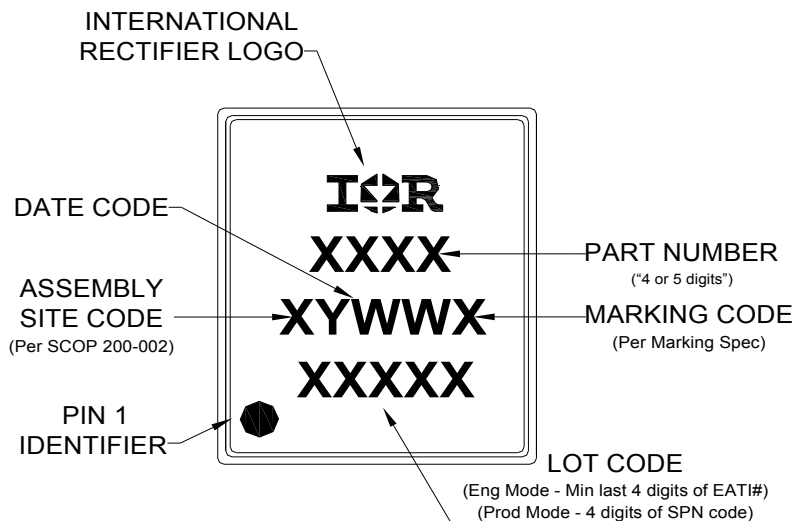 INTERNATIONAL
RECTIFIER LOGO
IOR
DATE CODE
XXXX
PART NUMBER
("4 or 5 digits")
ASSEMBLY
SITE CODE
(Per SCOP 200-002)
XYWWX
MARKING CODE
(Per Marking Spec)
XXXXX
PIN 1
IDENTIFIER
LOT CODE
(Eng Mode - Min last 4 digits of EATI#)
(Prod Mode - 4 digits of SPN code)